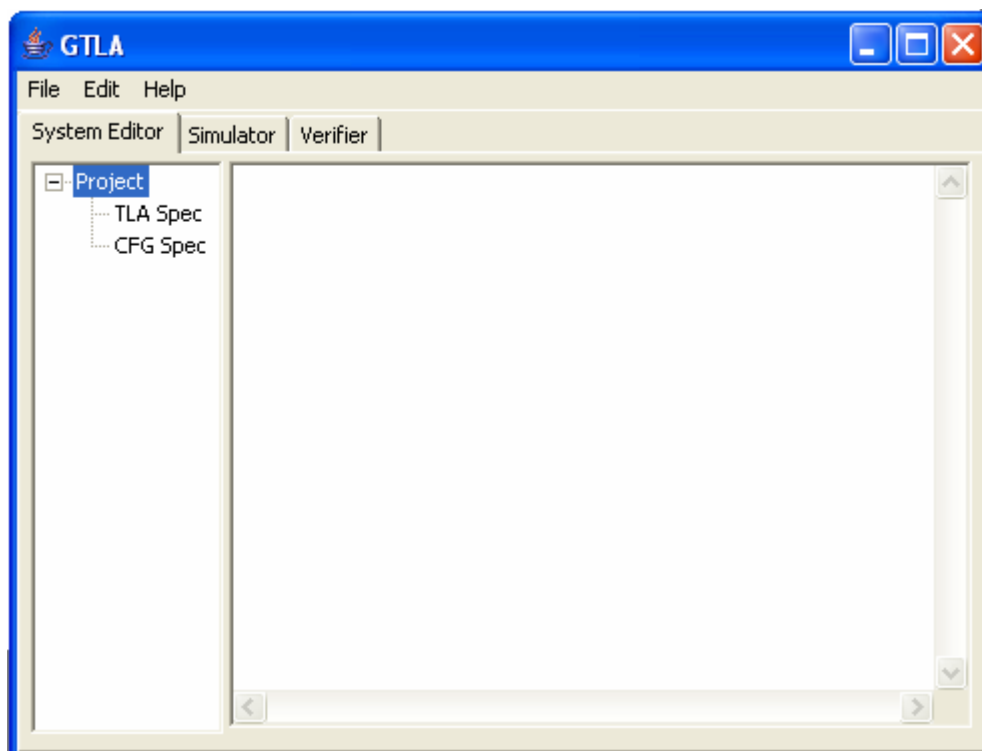 GTLA
File Edit Help
System Editor Simulator Verifier
Project
TLA Spec
CFG Spec